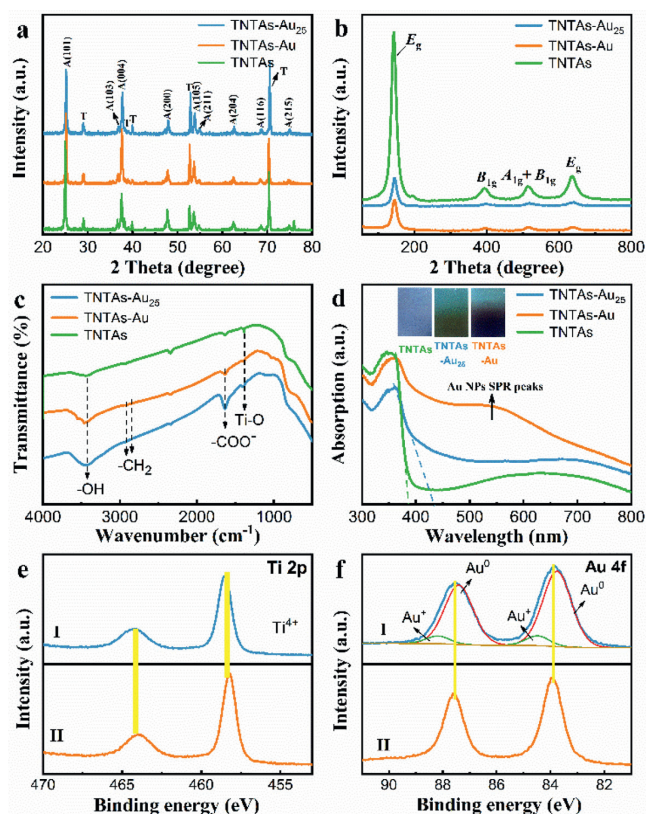 a
TNTAs-Au25
TNTAs-Au
TNTAs
A(101)
T
A(103)
A(004)
T
T
A(200)
T
A(105)
A(211)
A(204)
A(116)
T
A(215)
Intensity (a.u.)
20 30 40 50 60 70 80
2 Theta (degree)
b
Eg
TNTAs-Au25
TNTAs-Au
TNTAs
B1g
A1g + B1g
Eg
Intensity (a.u.)
200 400 600 800
2 Theta (degree)
c
TNTAs-Au25
TNTAs-Au
TNTAs
-OH
-CH2
-COO⁻
Ti-O
Transmittance (%)
4000 3000 2000 1000
Wavenumber (cm-1)
d
TNTAs
TNTAs
-Au25
TNTAs
-Au
TNTAs-Au25
TNTAs-Au
TNTAs
Au NPs SPR peaks
Absorption (a.u.)
300 400 500 600 700 800
Wavelength (nm)
e
Ti 2p
I
Ti4+
II
Intensity (a.u.)
470 465 460 455
Binding energy (eV)
f
Au 4f
Au0
Au+
Au+
Au0
I
II
Intensity (a.u.)
90 88 86 84 82
Binding energy (eV)